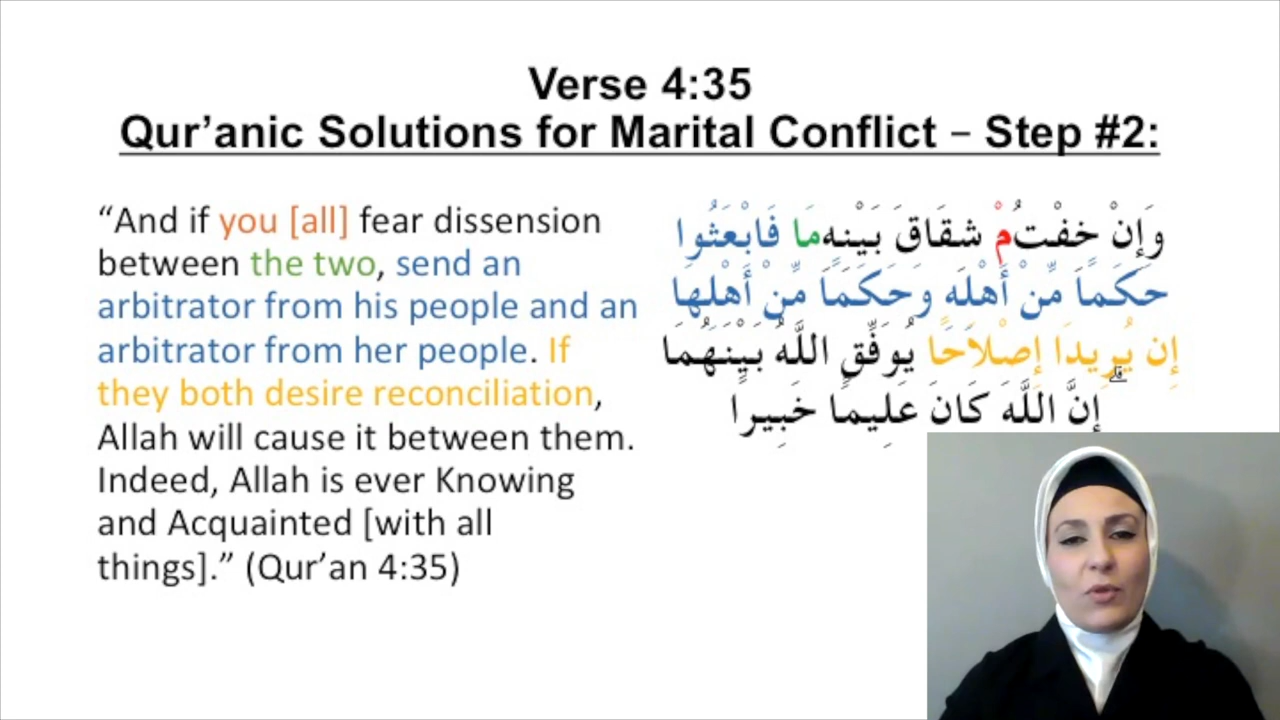 Verse 4:35
Qur’anic Solutions for Marital Conflict – Step #2:
“And if you [all] fear dissension
between the two, send an
arbitrator from his people and an
arbitrator from her people. If
they both desire reconciliation,
Allah will cause it between them.
Indeed, Allah is ever Knowing
and Acquainted [with all
things].” (Qur’an 4:35)
وَإِنْ خِفْتُمْ شِقَاقَ بَيْنِهِمَا فَابْعَثُوا
حَكَمًا مِّنْ أَهْلِهِ وَحَكَمًا مِّنْ أَهْلِهَا
إِن يُرِيدَا إِصْلَاحًا يُوَفِّقِ اللَّهُ بَيْنَهُمَا ۗ
إِنَّ اللَّهَ كَانَ عَلِيمًا خَبِيرًا